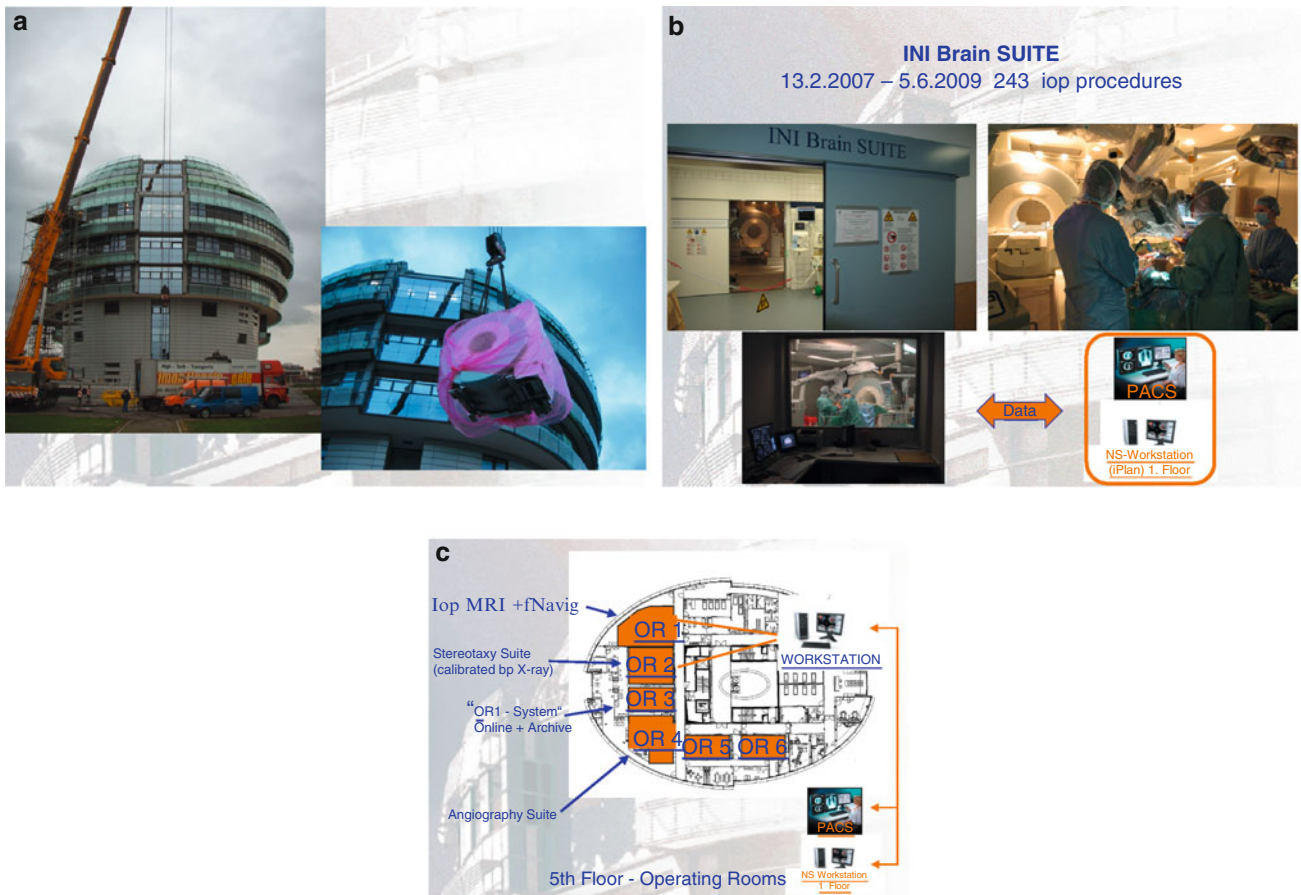 a
High - Tech - Transporte
b
INI Brain SUITE
13.2.2007 – 5.6.2009 243 iop procedures
INI Brain SUITE
Data
PACS
NS-Workstation
(iPlan) 1. Floor
c
Iop MRI +fNavig
Stereotaxy Suite
(calibrated bp X-ray)
“OR1 - System“
Online + Archive
Angiography Suite
OR 1
OR 2
OR 3
OR 4
OR 5
OR 6
WORKSTATION
PACS
NS Workstation
1 Floor
5th Floor - Operating Rooms